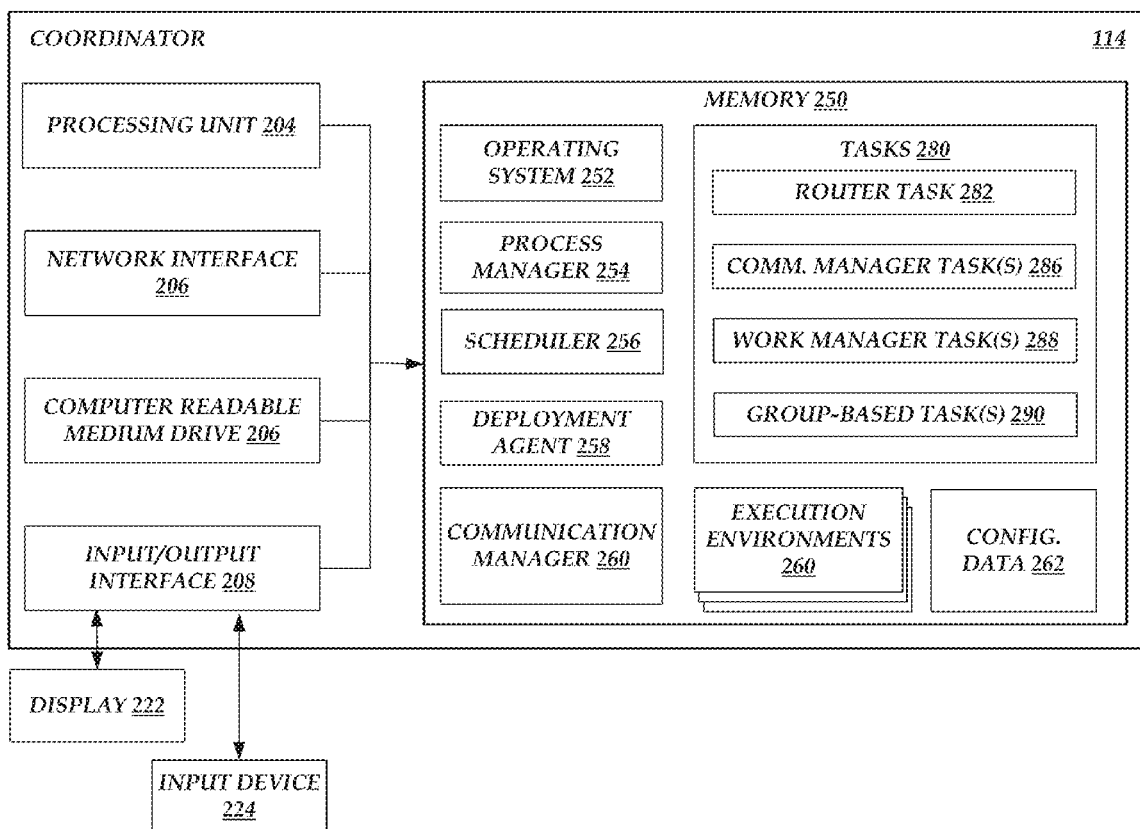 COORDINATOR
114
PROCESSING UNIT 204
NETWORK INTERFACE
206
COMPUTER READABLE
MEDIUM DRIVE 206
INPUT/OUTPUT
INTERFACE 208
MEMORY 250
OPERATING
SYSTEM 252
PROCESS
MANAGER 254
SCHEDULER 256
DEPLOYMENT
AGENT 258
COMMUNICATION
MANAGER 260
TASKS 280
ROUTER TASK 282
COMM. MANAGER TASK(S) 286
WORK MANAGER TASK(S) 288
GROUP-BASED TASK(S) 290
EXECUTION
ENVIRONMENTS
260
CONFIG.
DATA 262
DISPLAY 222
INPUT DEVICE
224